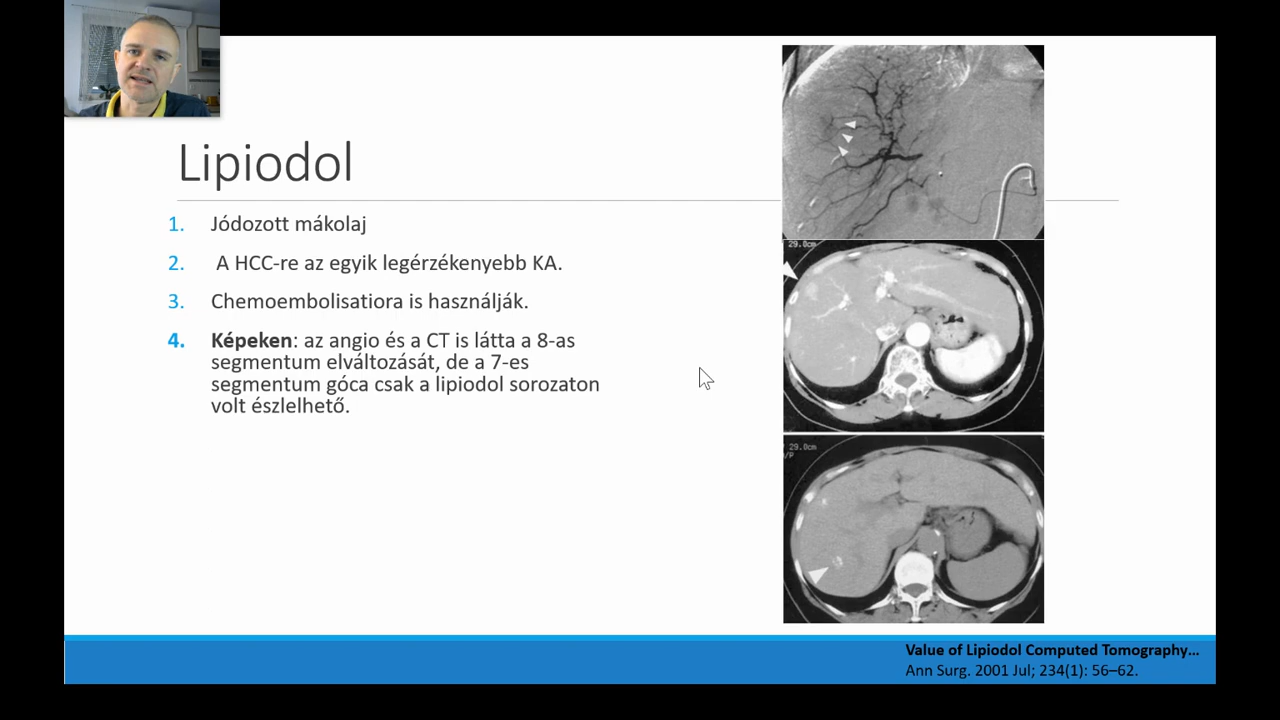 Lipiodol
1. Jódozott mákolaj
2. A HCC-re az egyik legérzékenyebb KA.
3. Chemoembolisatiora is használják.
4. Képeken: az angio és a CT is látta a 8-as
segmentum elváltozását, de a 7-es
segmentum góca csak a lipiodol sorozaton
volt észlelhető.
29.0cm
29.0cm
/P
Value of Lipiodol Computed Tomography…
Ann Surg. 2001 Jul; 234(1): 56–62.